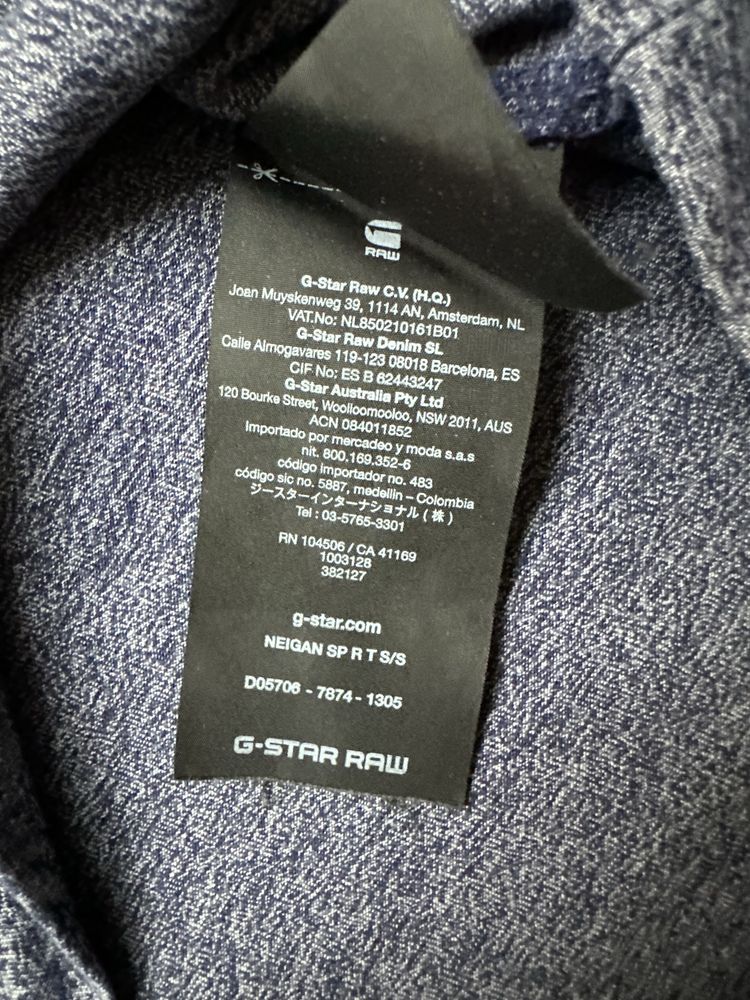 RAW
G-Star Raw C.V. (H.Q.)
Joan Muyskenweg 39, 1114 AN, Amsterdam, NL
VAT.No: NL850210161B01
G-Star Raw Denim SL
Calle Almogavares 119-123 08018 Barcelona, ES
CIF No: ES B 62443247
G-Star Australia Pty Ltd
120 Bourke Street, Woolloomooloo, NSW 2011, AUS
ACN 084011852
Importado por mercadeo y moda s.a.s
nit. 800.169.352-6
código importador no. 483
código sic no. 5887, medellin – Colombia
ジースターインターナショナル ( 株 )
Tel : 03-5765-3301
RN 104506 / CA 41169
1003128
382127
g-star.com
NEIGAN SP R T S/S
D05706 - 7874 - 1305
G-STAR RAW